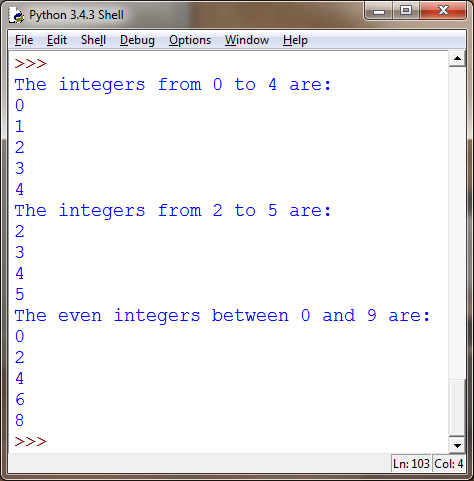 Python 3.4.3 Shell
File Edit Shell Debug Options Window Help
>>>
The integers from 0 to 4 are:
0
1
2
3
4
The integers from 2 to 5 are:
2
3
4
5
The even integers between 0 and 9 are:
0
2
4
6
8
>>>
Ln: 103 Col: 4